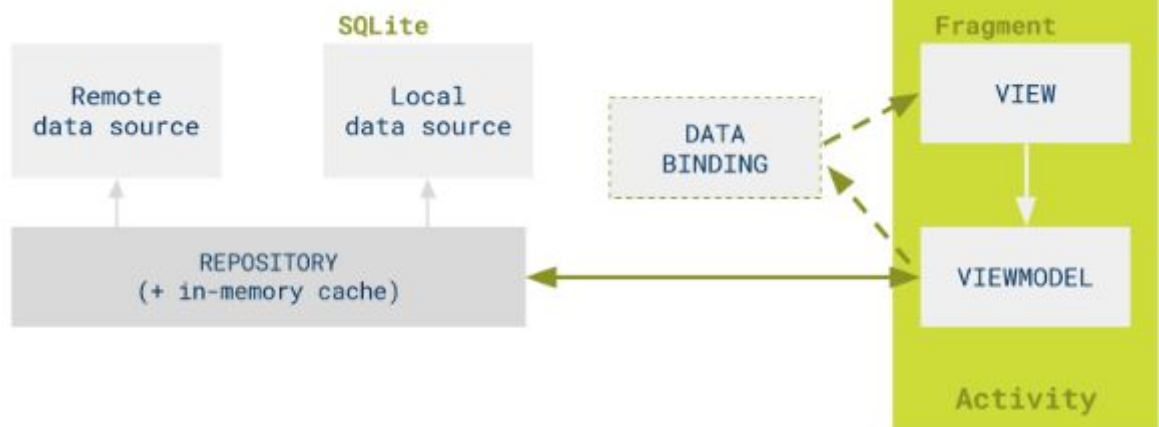 SQLite
Fragment
Remote
data source
Local
data source
VIEW
DATA
BINDING
REPOSITORY
(+ in-memory cache)
VIEWMODEL
Activity